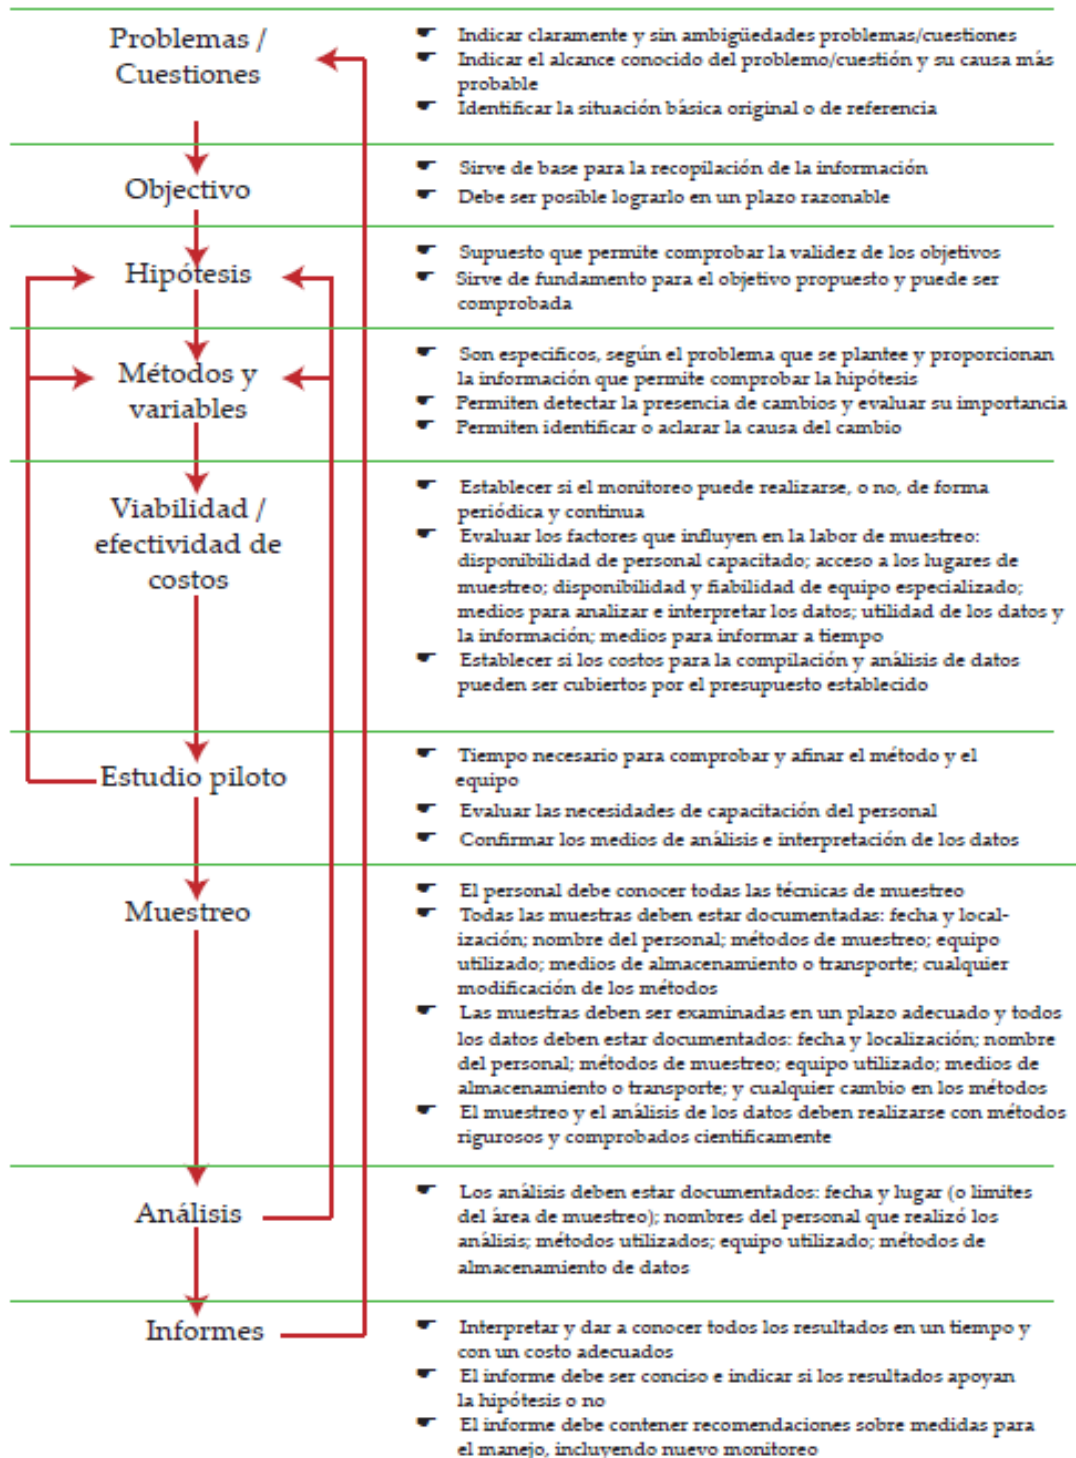 Problemas /
Cuestiones
Indicar claramente y sin ambigüedades problemas/cuestiones
Indicar el alcance conocido del problemo/cuestión y su causa más
probable
Identificar la situación básica original o de referencia
Objectivo
Sirve de base para la recopilación de la información
Debe ser posible lograrlo en un plazo razonable
Hipótesis
Supuesto que permite comprobar la validez de los objetivos
Sirve de fundamento para el objetivo propuesto y puede ser
comprobada
Métodos y
variables
Son especificos, según el problema que se plantee y proporcionan
la información que permite comprobar la hipótesis
Permiten detectar la presencia de cambios y evaluar su importancia
Permiten identificar o aclarar la causa del cambio
Viabilidad /
efectividad de
costos
Establecer si el monitoreo puede realizarse, o no, de forma
periódica y continua
Evaluar los factores que influyen en la labor de muestreo:
disponibilidad de personal capacitado; acceso a los lugares de
muestreo; disponibilidad y fiabilidad de equipo especializado;
medios para analizar e interpretar los datos; utilidad de los datos y
la información; medios para informar a tiempo
Establecer si los costos para la compilación y análisis de datos
pueden ser cubiertos por el presupuesto establecido
Estudio piloto
Tiempo necesario para comprobar y afinar el método y el
equipo
Evaluar las necesidades de capacitación del personal
Confirmar los medios de análisis e interpretación de los datos
Muestreo
El personal debe conocer todas las técnicas de muestreo
Todas las muestras deben estar documentadas: fecha y local-
ización; nombre del personal; métodos de muestreo; equipo
utilizado; medios de almacenamiento o transporte; cualquier
modificación de los métodos
Las muestras deben ser examinadas en un plazo adecuado y todos
los datos deben estar documentados: fecha y localización; nombre
del personal; métodos de muestreo; equipo utilizado; medios de
almacenamiento o transporte; y cualquier cambio en los métodos
El muestreo y el análisis de los datos deben realizarse con métodos
rigurosos y comprobados cientificamente
Análisis
Los análisis deben estar documentados: fecha y lugar (o limites
del área de muestreo); nombres del personal que realizó los
análisis; métodos utilizados; equipo utilizado; métodos de
almacenamiento de datos
Informes
Interpretar y dar a conocer todos los resultados en un tiempo y
con un costo adecuados
El informe debe ser conciso e indicar si los resultados apoyan
la hipótesis o no
El informe debe contener recomendaciones sobre medidas para
el manejo, incluyendo nuevo monitoreo